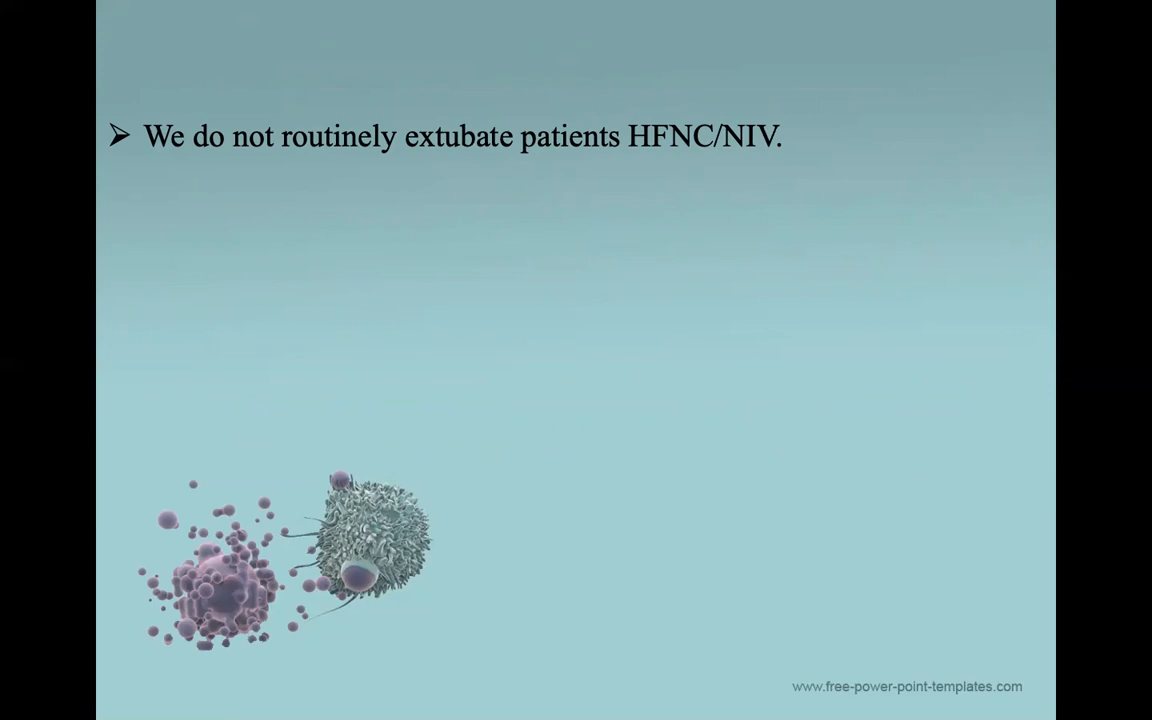 ➢ We do not routinely extubate patients HFNC/NIV.
www.free-power-point-templates.com